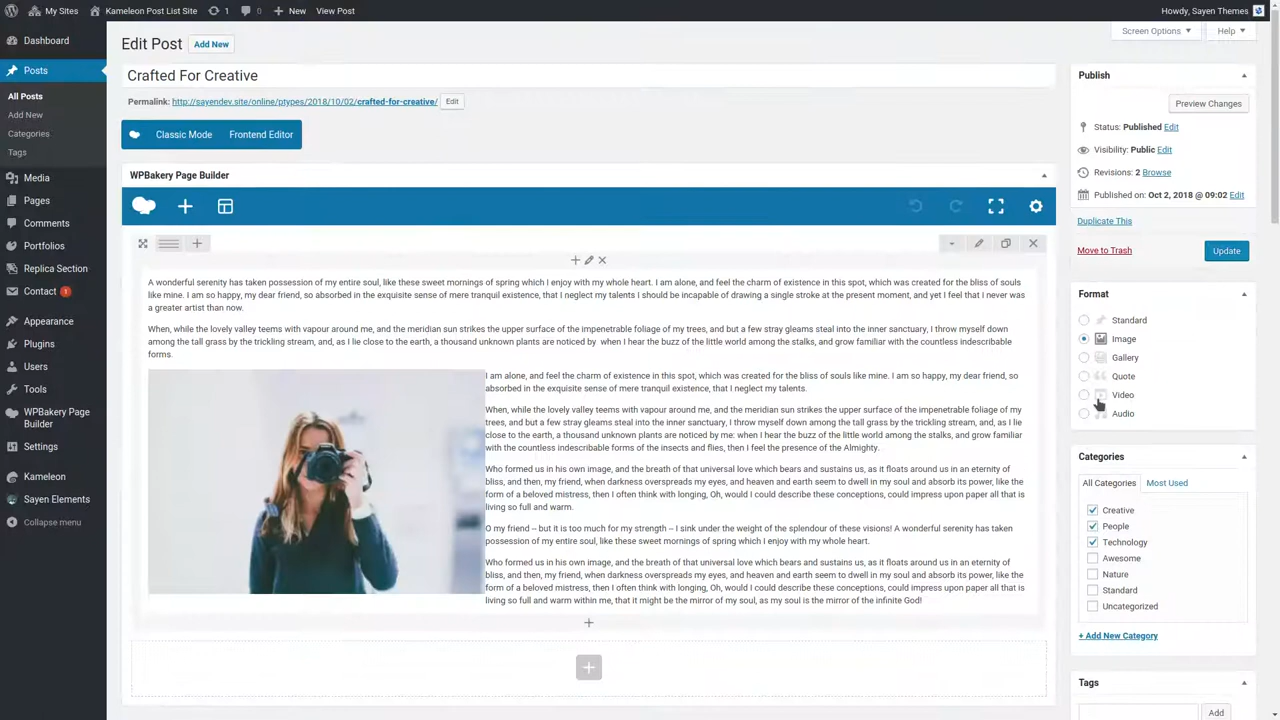 My Sites
Kameleon Post List Site
1
0
New
View Post
Howdy, Sayen Themes
Dashboard
Posts
All Posts
Add New
Categories
Tags
Media
Pages
Comments
Portfolios
Replica Section
Contact 1
Appearance
Plugins
Users
Tools
WPBakery Page
Builder
Settings
Kameleon
Sayen Elements
Collapse menu
Screen Options
Help
Edit Post
Add New
Crafted For Creative
Permalink: http://sayendev.site/online/ptypes/2018/10/02/crafted-for-creative/ Edit
Classic Mode
Frontend Editor
WPBakery Page Builder
A wonderful serenity has taken possession of my entire soul, like these sweet mornings of spring which I enjoy with my whole heart. I am alone, and feel the charm of existence in this spot, which was created for the bliss of souls
like mine. I am so happy, my dear friend, so absorbed in the exquisite sense of mere tranquil existence, that I neglect my talents I should be incapable of drawing a single stroke at the present moment, and yet I feel that I never was
a greater artist than now.
When, while the lovely valley teems with vapour around me, and the meridian sun strikes the upper surface of the impenetrable foliage of my trees, and but a few stray gleams steal into the inner sanctuary, I throw myself down
among the tall grass by the trickling stream, and, as I lie close to the earth, a thousand unknown plants are noticed by when I hear the buzz of the little world among the stalks, and grow familiar with the countless indescribable
forms.
I am alone, and feel the charm of existence in this spot, which was created for the bliss of souls like mine. I am so happy, my dear friend, so
absorbed in the exquisite sense of mere tranquil existence, that I neglect my talents.
When, while the lovely valley teems with vapour around me, and the meridian sun strikes the upper surface of the impenetrable foliage of my
trees, and but a few stray gleams steal into the inner sanctuary, I throw myself down among the tall grass by the trickling stream, and, as I lie
close to the earth, a thousand unknown plants are noticed by me: when I hear the buzz of the little world among the stalks, and grow familiar
with the countless indescribable forms of the insects and flies, then I feel the presence of the Almighty.
Who formed us in his own image, and the breath of that universal love which bears and sustains us, as it floats around us in an eternity of
bliss, and then, my friend, when darkness overspreads my eyes, and heaven and earth seem to dwell in my soul and absorb its power, like the
form of a beloved mistress, then I often think with longing, Oh, would I could describe these conceptions, could impress upon paper all that is
living so full and warm.
O my friend – but it is too much for my strength – I sink under the weight of the splendour of these visions! A wonderful serenity has taken
possession of my entire soul, like these sweet mornings of spring which I enjoy with my whole heart.
Who formed us in his own image, and the breath of that universal love which bears and sustains us, as it floats around us in an eternity of
bliss, and then, my friend, when darkness overspreads my eyes, and heaven and earth seem to dwell in my soul and absorb its power, like the
form of a beloved mistress, then I often think with longing, Oh, would I could describe these conceptions, could impress upon paper all that is
living so full and warm within me, that it might be the mirror of my soul, as my soul is the mirror of the infinite God!
Publish
Preview Changes
Status: Published Edit
Visibility: Public Edit
Revisions: 2 Browse
Published on: Oct 2, 2018 @ 09:02 Edit
Duplicate This
Move to Trash
Update
Format
Standard
Image
Gallery
Quote
Video
Audio
Categories
All Categories
Most Used
Creative
People
Technology
Awesome
Nature
Standard
Uncategorized
+ Add New Category
Tags
Add